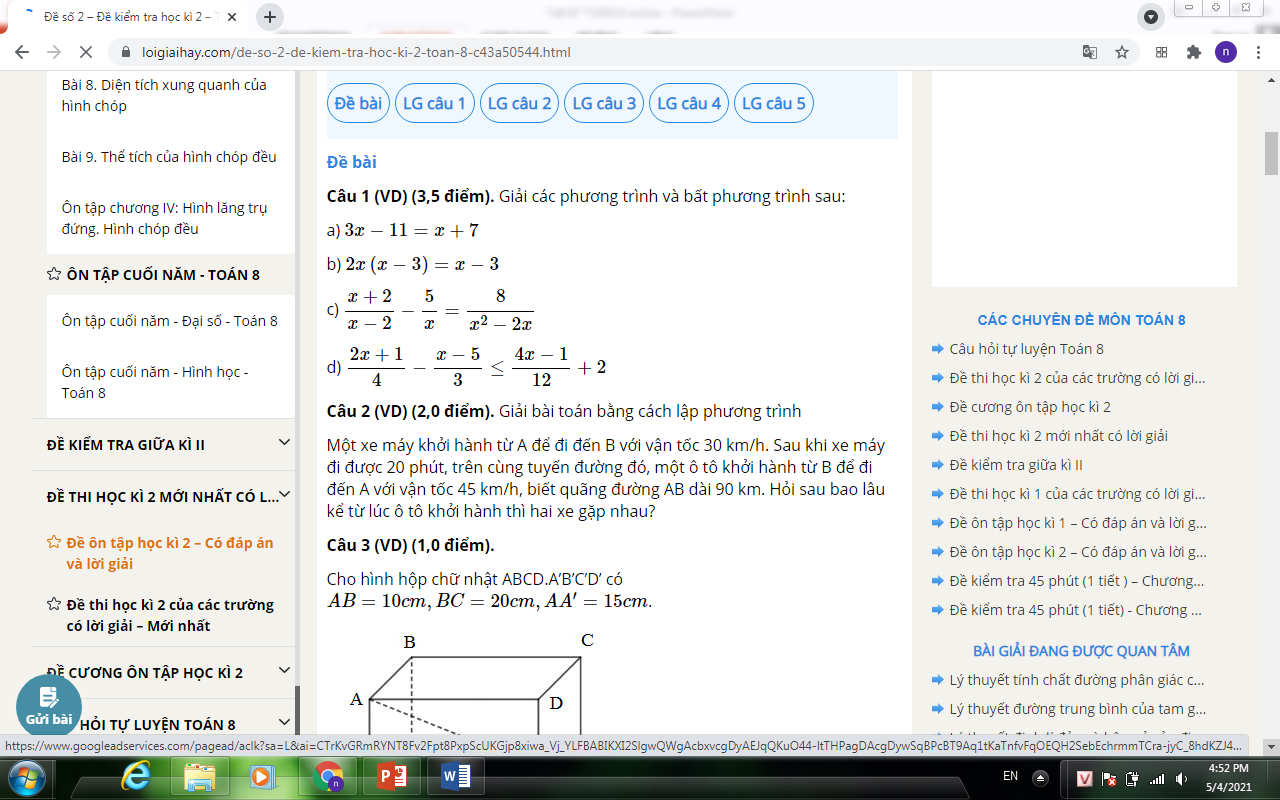 Đề số 2 – Đề kiểm tra học kì 2 –
loigiaihay.com/de-so-2-de-kiem-tra-hoc-ki-2-toan-8-c43a50544.html
n
Bài 8. Diện tích xung quanh của
hình chóp
Bài 9. Thể tích của hình chóp đều
Ôn tập chương IV: Hình lăng trụ
đứng. Hình chóp đều
ÔN TẬP CUỐI NĂM - TOÁN 8
Ôn tập cuối năm - Đại số - Toán 8
Ôn tập cuối năm - Hình học -
Toán 8
ĐỀ KIỂM TRA GIỮA KÌ II
ĐỀ THI HỌC KÌ 2 MỚI NHẤT CÓ L...
Đề ôn tập học kì 2 – Có đáp án
và lời giải
Đề thi học kì 2 của các trường
có lời giải – Mới nhất
ĐỀ CƯƠNG ÔN TẬP HỌC KÌ 2
HỎI TỰ LUYỆN TOÁN 8
Gửi bài
Đề bài LG câu 1 LG câu 2 LG câu 3 LG câu 4 LG câu 5
Đề bài
Câu 1 (VD) (3,5 điểm). Giải các phương trình và bất phương trình sau:
a) 3x − 11 = x + 7
b) 2x (x − 3) = x − 3
c) (x + 2)/(x − 2) − 5/x = 8/(x² − 2x)
d) (2x + 1)/4 − (x − 5)/3 ≤ (4x − 1)/12 + 2
Câu 2 (VD) (2,0 điểm). Giải bài toán bằng cách lập phương trình
Một xe máy khởi hành từ A để đi đến B với vận tốc 30 km/h. Sau khi xe máy
đi được 20 phút, trên cùng tuyến đường đó, một ô tô khởi hành từ B để đi
đến A với vận tốc 45 km/h, biết quãng đường AB dài 90 km. Hỏi sau bao lâu
kể từ lúc ô tô khởi hành thì hai xe gặp nhau?
Câu 3 (VD) (1,0 điểm).
Cho hình hộp chữ nhật ABCD.A’B’C’D’ có
AB = 10cm, BC = 20cm, AA′ = 15cm.
B C
A D
CÁC CHUYÊN ĐỀ MÔN TOÁN 8
Câu hỏi tự luyện Toán 8
Đề thi học kì 2 của các trường có lời gi...
Đề cương ôn tập học kì 2
Đề thi học kì 2 mới nhất có lời giải
Đề kiểm tra giữa kì II
Đề thi học kì 1 của các trường có lời gi...
Đề ôn tập học kì 1 – Có đáp án và lời g...
Đề ôn tập học kì 2 – Có đáp án và lời g...
Đề kiểm tra 45 phút (1 tiết ) – Chương...
Đề kiểm tra 45 phút (1 tiết) - Chương ...
BÀI GIẢI ĐANG ĐƯỢC QUAN TÂM
Lý thuyết tính chất đường phân giác c...
Lý thuyết đường trung bình của tam g...
EN
4:52 PM
5/4/2021